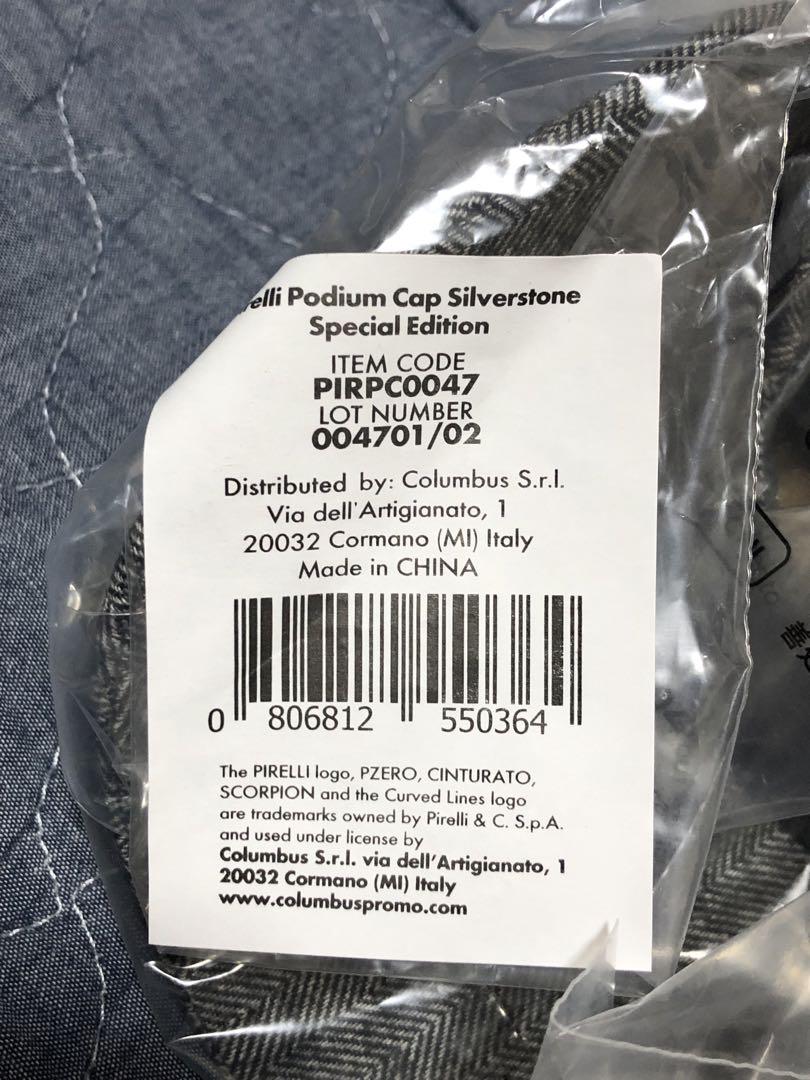 elli Podium Cap Silverstone
Special Edition
ITEM CODE
PIRPC0047
LOT NUMBER
004701/02
Distributed by: Columbus S.r.l.
Via dell'Artigianato, 1
20032 Cormano (MI) Italy
Made in CHINA
0 806812 550364
The PIRELLI logo, PZERO, CINTURATO,
SCORPION and the Curved Lines logo
are trademarks owned by Pirelli & C. S.p.A.
and used under license by
Columbus S.r.l. via dell'Artigianato, 1
20032 Cormano (MI) Italy
www.columbuspromo.com